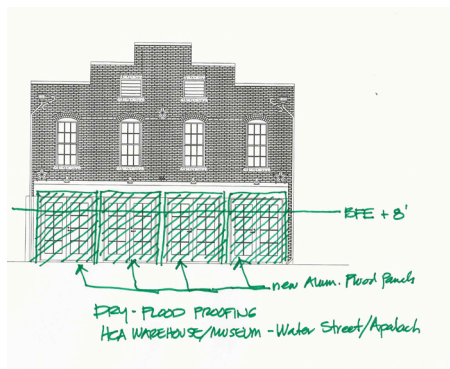 BFE + 8'
new Alum. Flood Panels
DRY - FLOOD PROOFING
HCA WAREHOUSE/MUSEUM - Water Street/Apalach